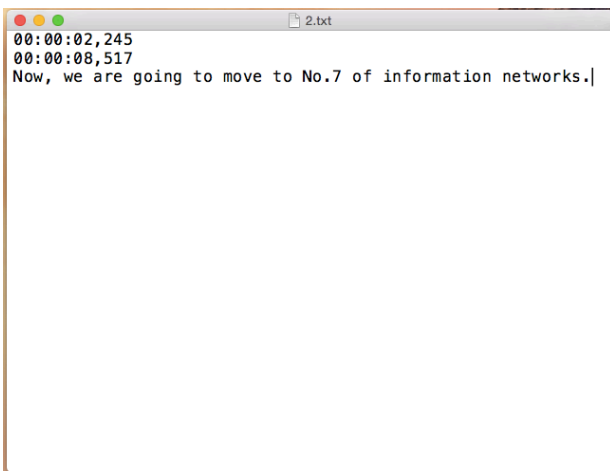 2.txt
00:00:02,245
00:00:08,517
Now, we are going to move to No.7 of information networks.